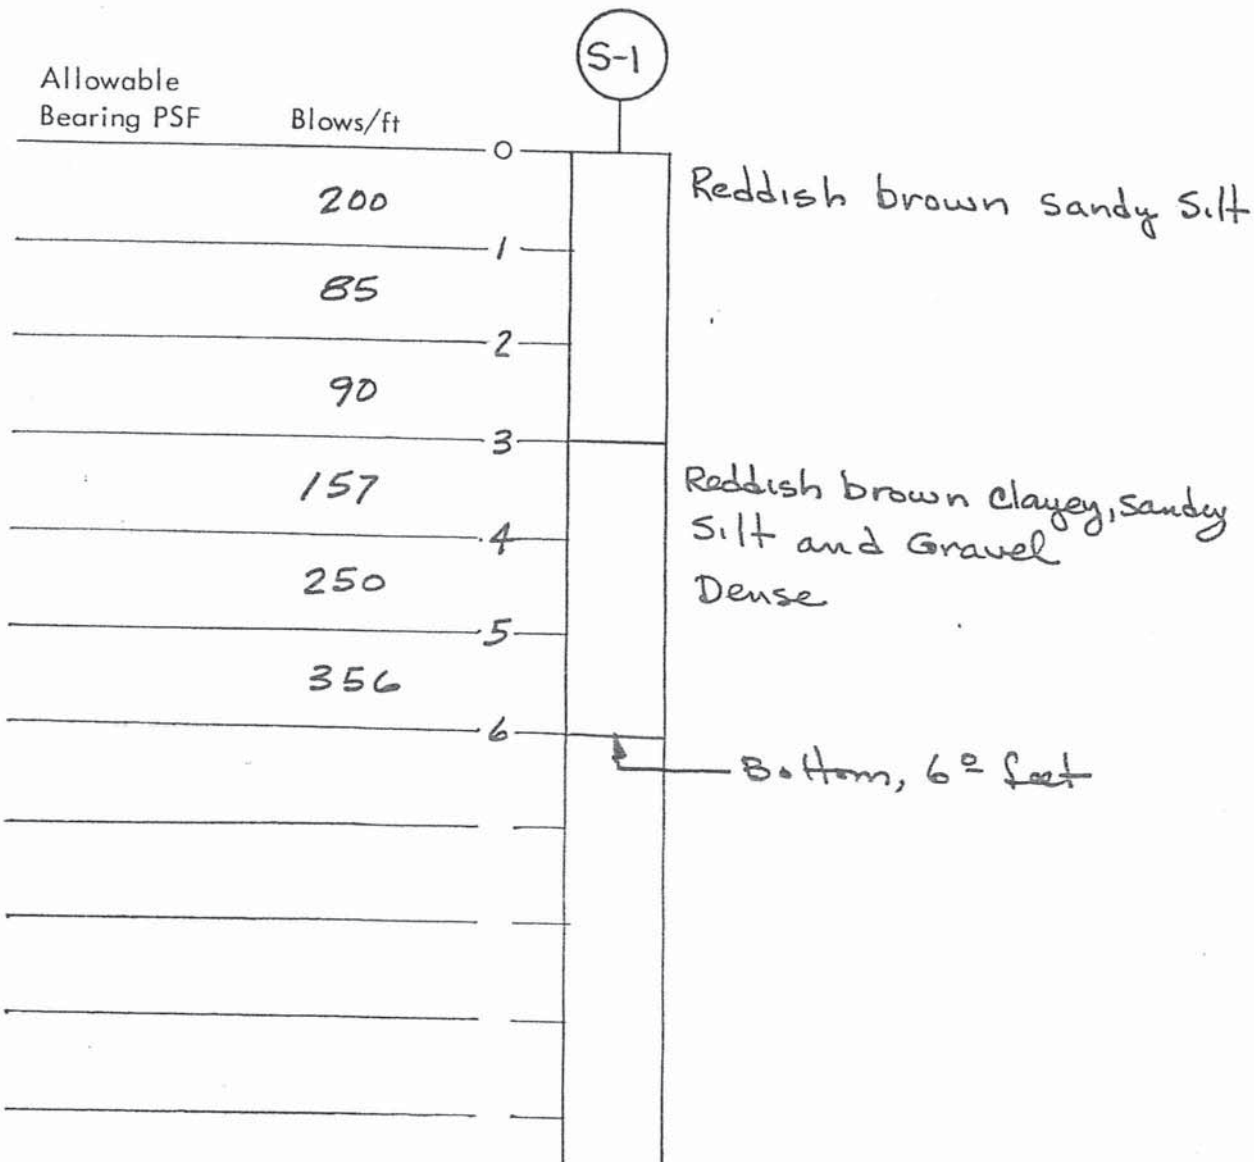 S-1
Allowable
Bearing PSF Blows/ft
0
200
Reddish brown sandy Silt
1
85
2
90
3
157
Reddish brown Clayey, sandy
Silt and Gravel
4
250
Dense
5
356
6
Bottom, 6º feet